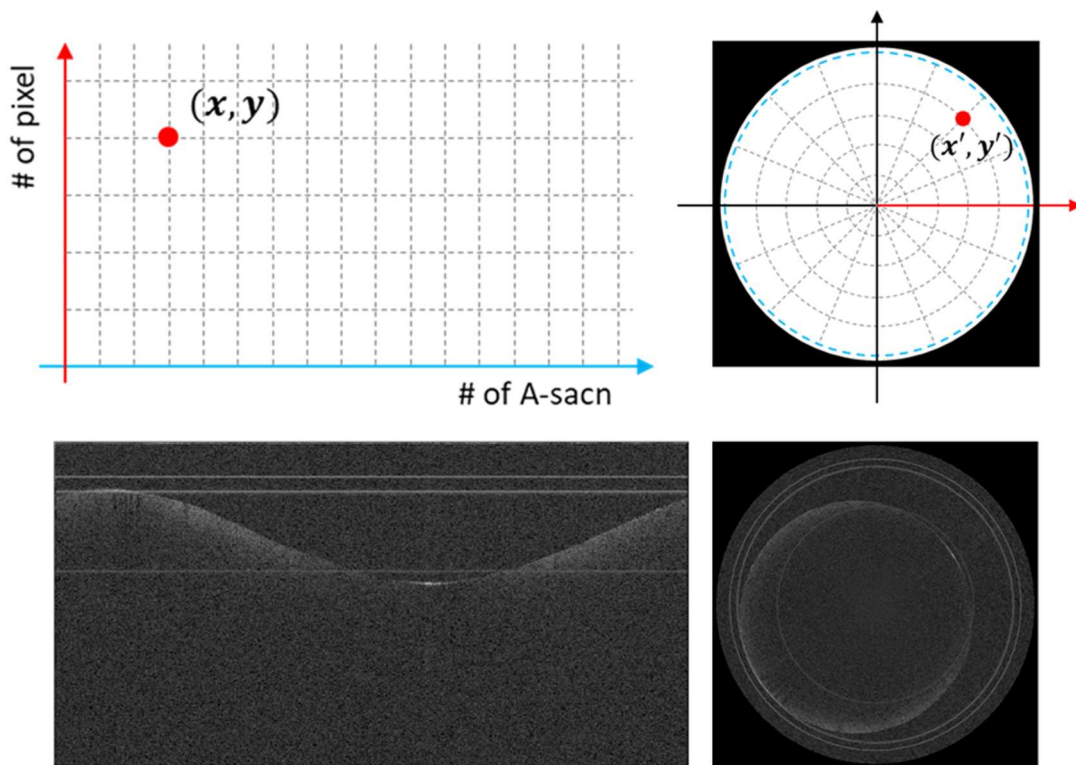 # of pixel
(x, y)
# of A-sacn
(x′, y′)